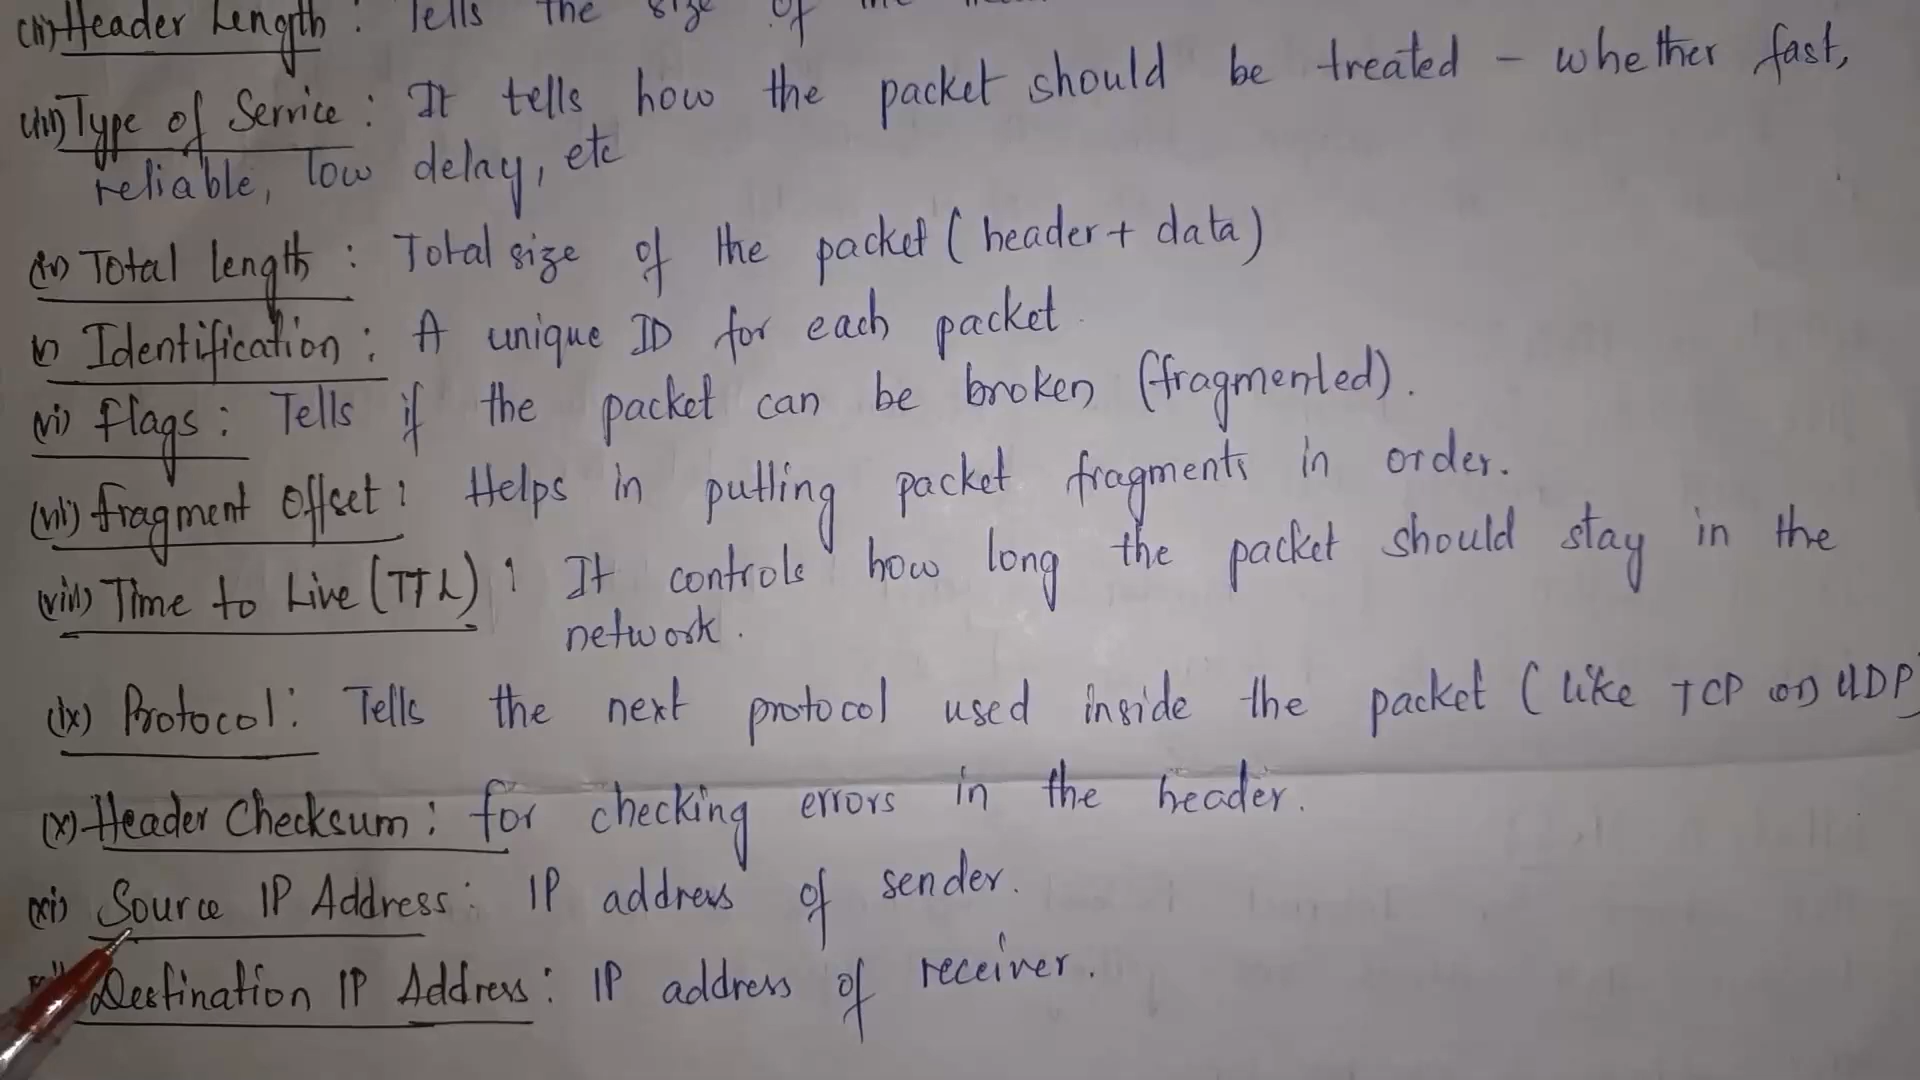 (ii) Header Length : Tells the size of the
(iii) Type of Service : It tells how the packet should be treated - whether fast,
reliable, low delay, etc
(iv) Total length : Total size of the packet ( header + data )
v) Identification : A unique ID for each packet.
(vi) Flags : Tells if the packet can be broken (fragmented).
(vii) Fragment Offset : Helps in putting packet fragments in order.
(viii) Time to Live (TTL) : It controls how long the packet should stay in the
network.
(ix) Protocol : Tells the next protocol used inside the packet ( like TCP or UDP)
(x) Header Checksum : for checking errors in the header.
(xi) Source IP Address : IP address of sender.
Destination IP Address : IP address of receiver.